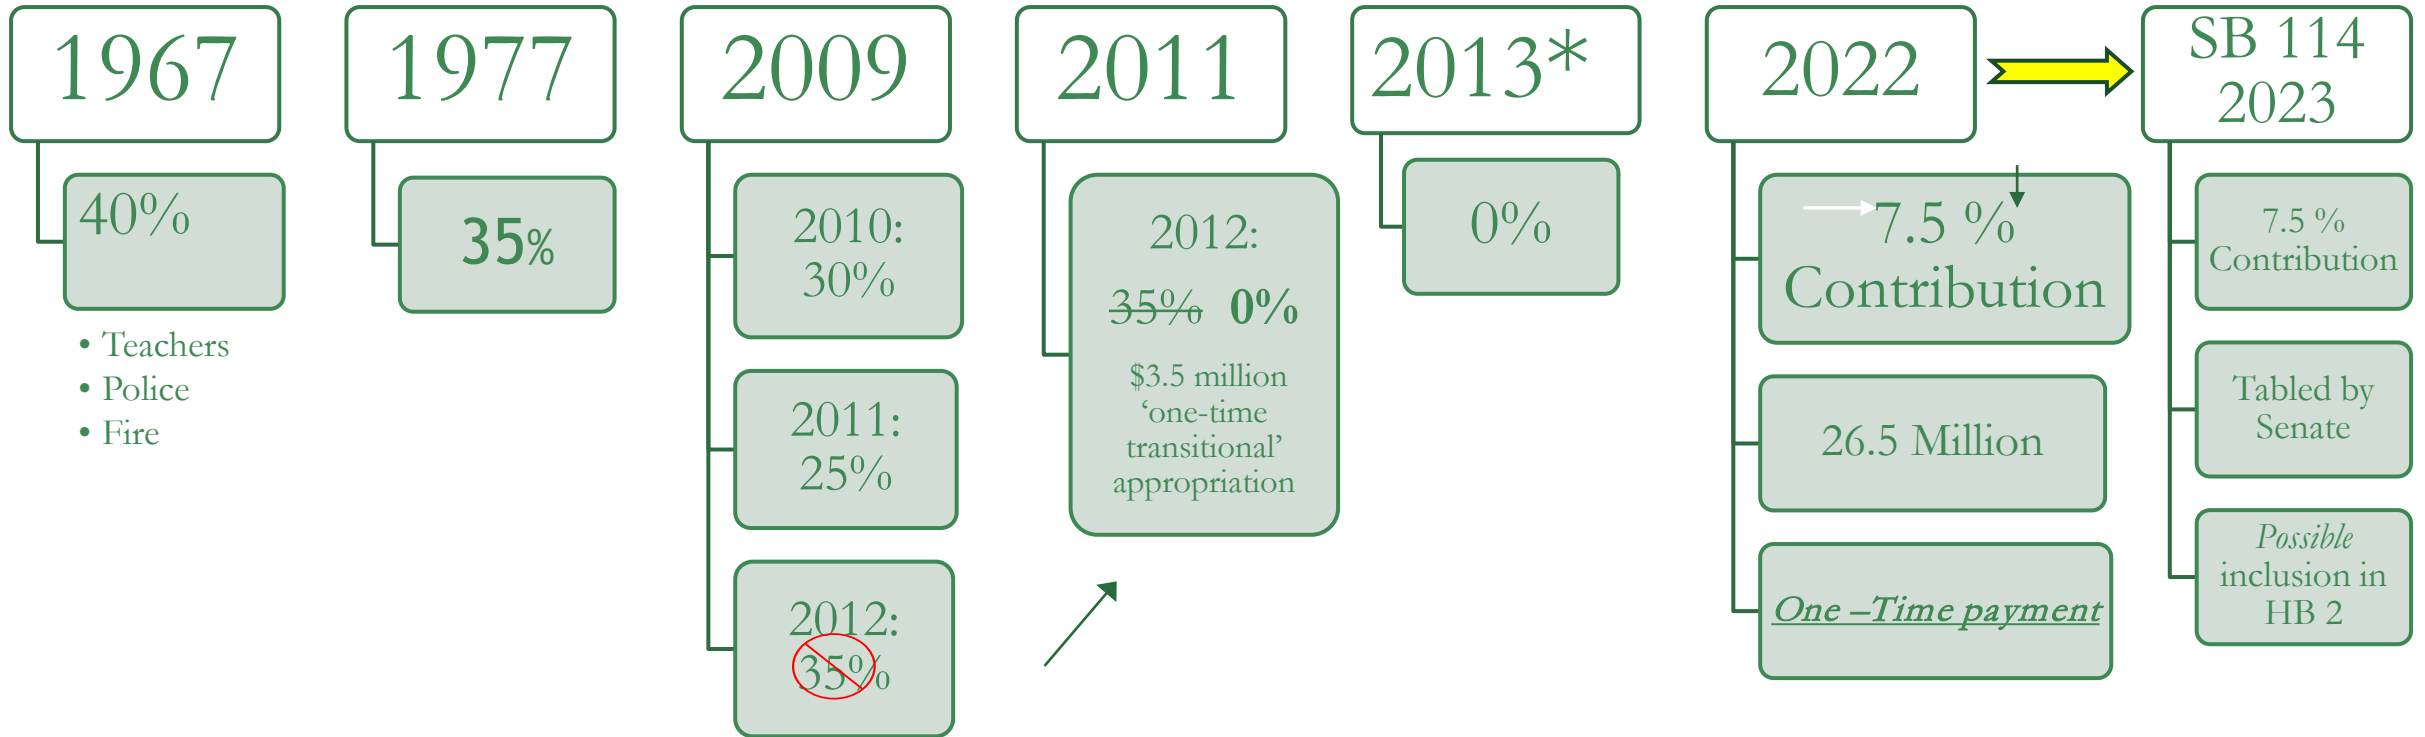 1967
40%
• Teachers
• Police
• Fire
1977
35%
2009
2010:
30%
2011:
25%
2012:
35%
2011
2012:
35% 0%
$3.5 million
‘one-time
transitional’
appropriation
2013*
0%
2022
7.5 %
Contribution
26.5 Million
One –Time payment
SB 114
2023
7.5 %
Contribution
Tabled by
Senate
Possible
inclusion in
HB 2